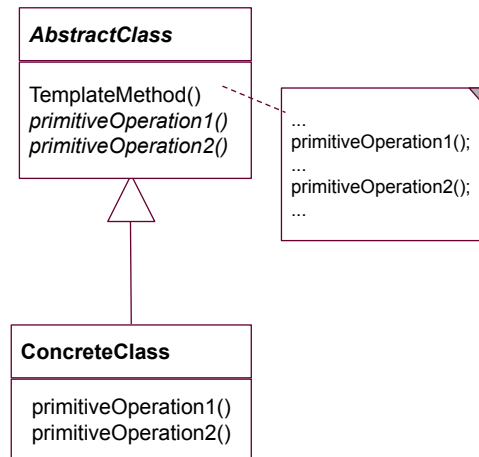 AbstractClass
TemplateMethod()
primitiveOperation1()
primitiveOperation2()
...
primitiveOperation1();
...
primitiveOperation2();
...
ConcreteClass
primitiveOperation1()
primitiveOperation2()